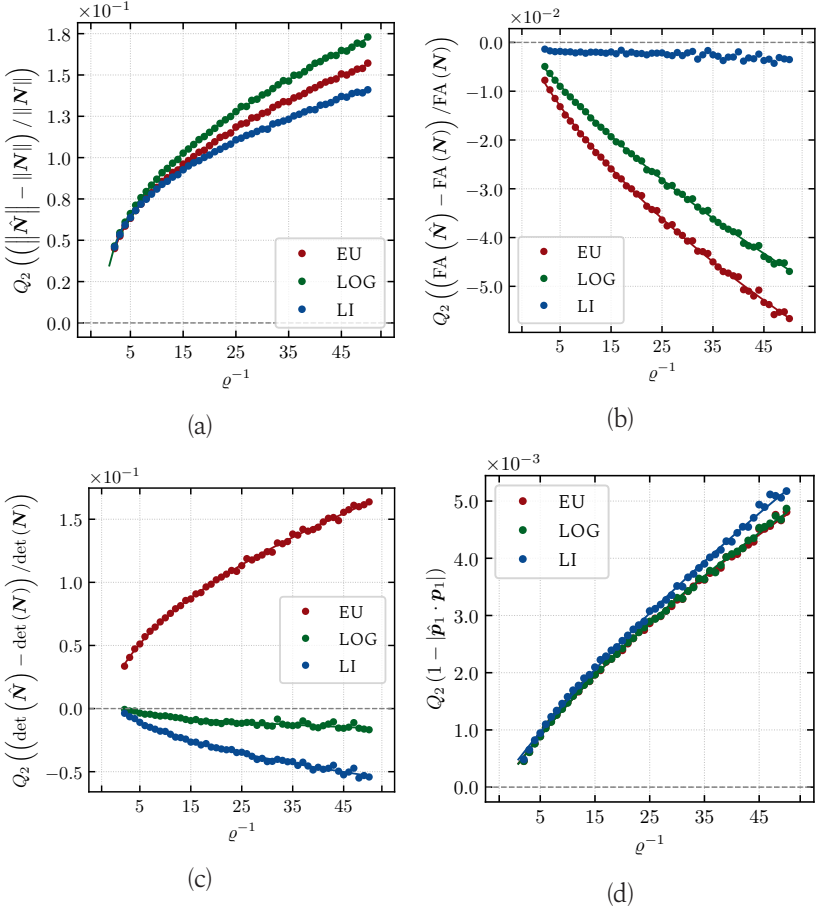 ×10⁻¹
1.8
1.5
1.3
1.0
0.8
0.5
0.2
0.0
Q₂((‖N̂‖ − ‖N‖) / ‖N‖)
EU
LOG
LI
5 15 25 35 45
ϱ⁻¹
(a)
×10⁻²
0.0
−1.0
−2.0
−3.0
−4.0
−5.0
Q₂((FA(N̂) − FA(N)) / FA(N))
EU
LOG
LI
5 15 25 35 45
ϱ⁻¹
(b)
×10⁻¹
1.5
1.0
0.5
0.0
−0.5
Q₂((det(N̂) − det(N)) / det(N))
EU
LOG
LI
5 15 25 35 45
ϱ⁻¹
(c)
×10⁻³
5.0
4.0
3.0
2.0
1.0
0.0
Q₂(1 − |p̂₁ · p₁|)
EU
LOG
LI
5 15 25 35 45
ϱ⁻¹
(d)